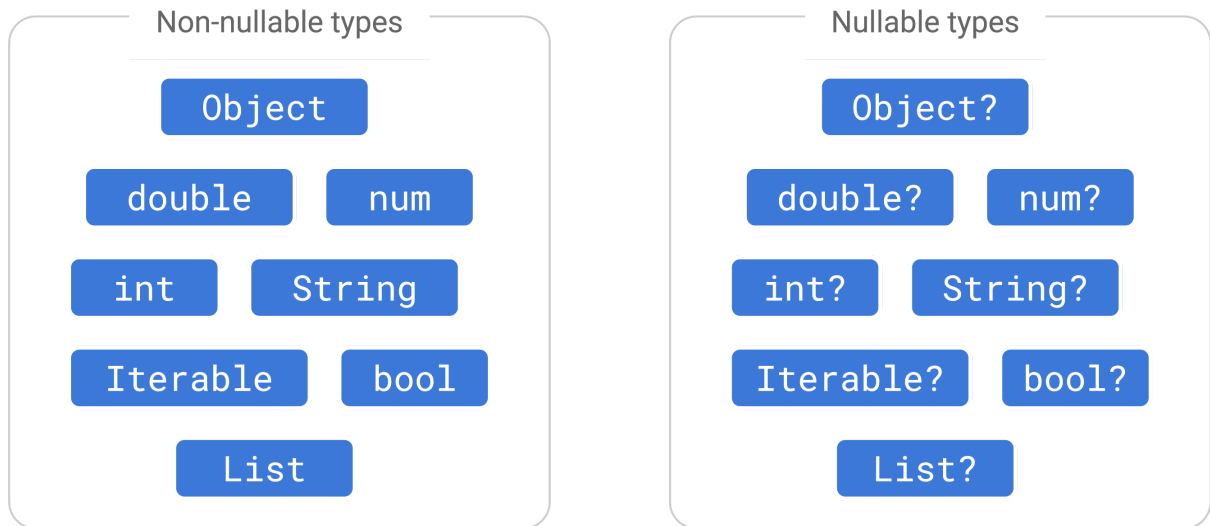 Non-nullable types
Object
double num
int String
Iterable bool
List
Nullable types
Object?
double? num?
int? String?
Iterable? bool?
List?